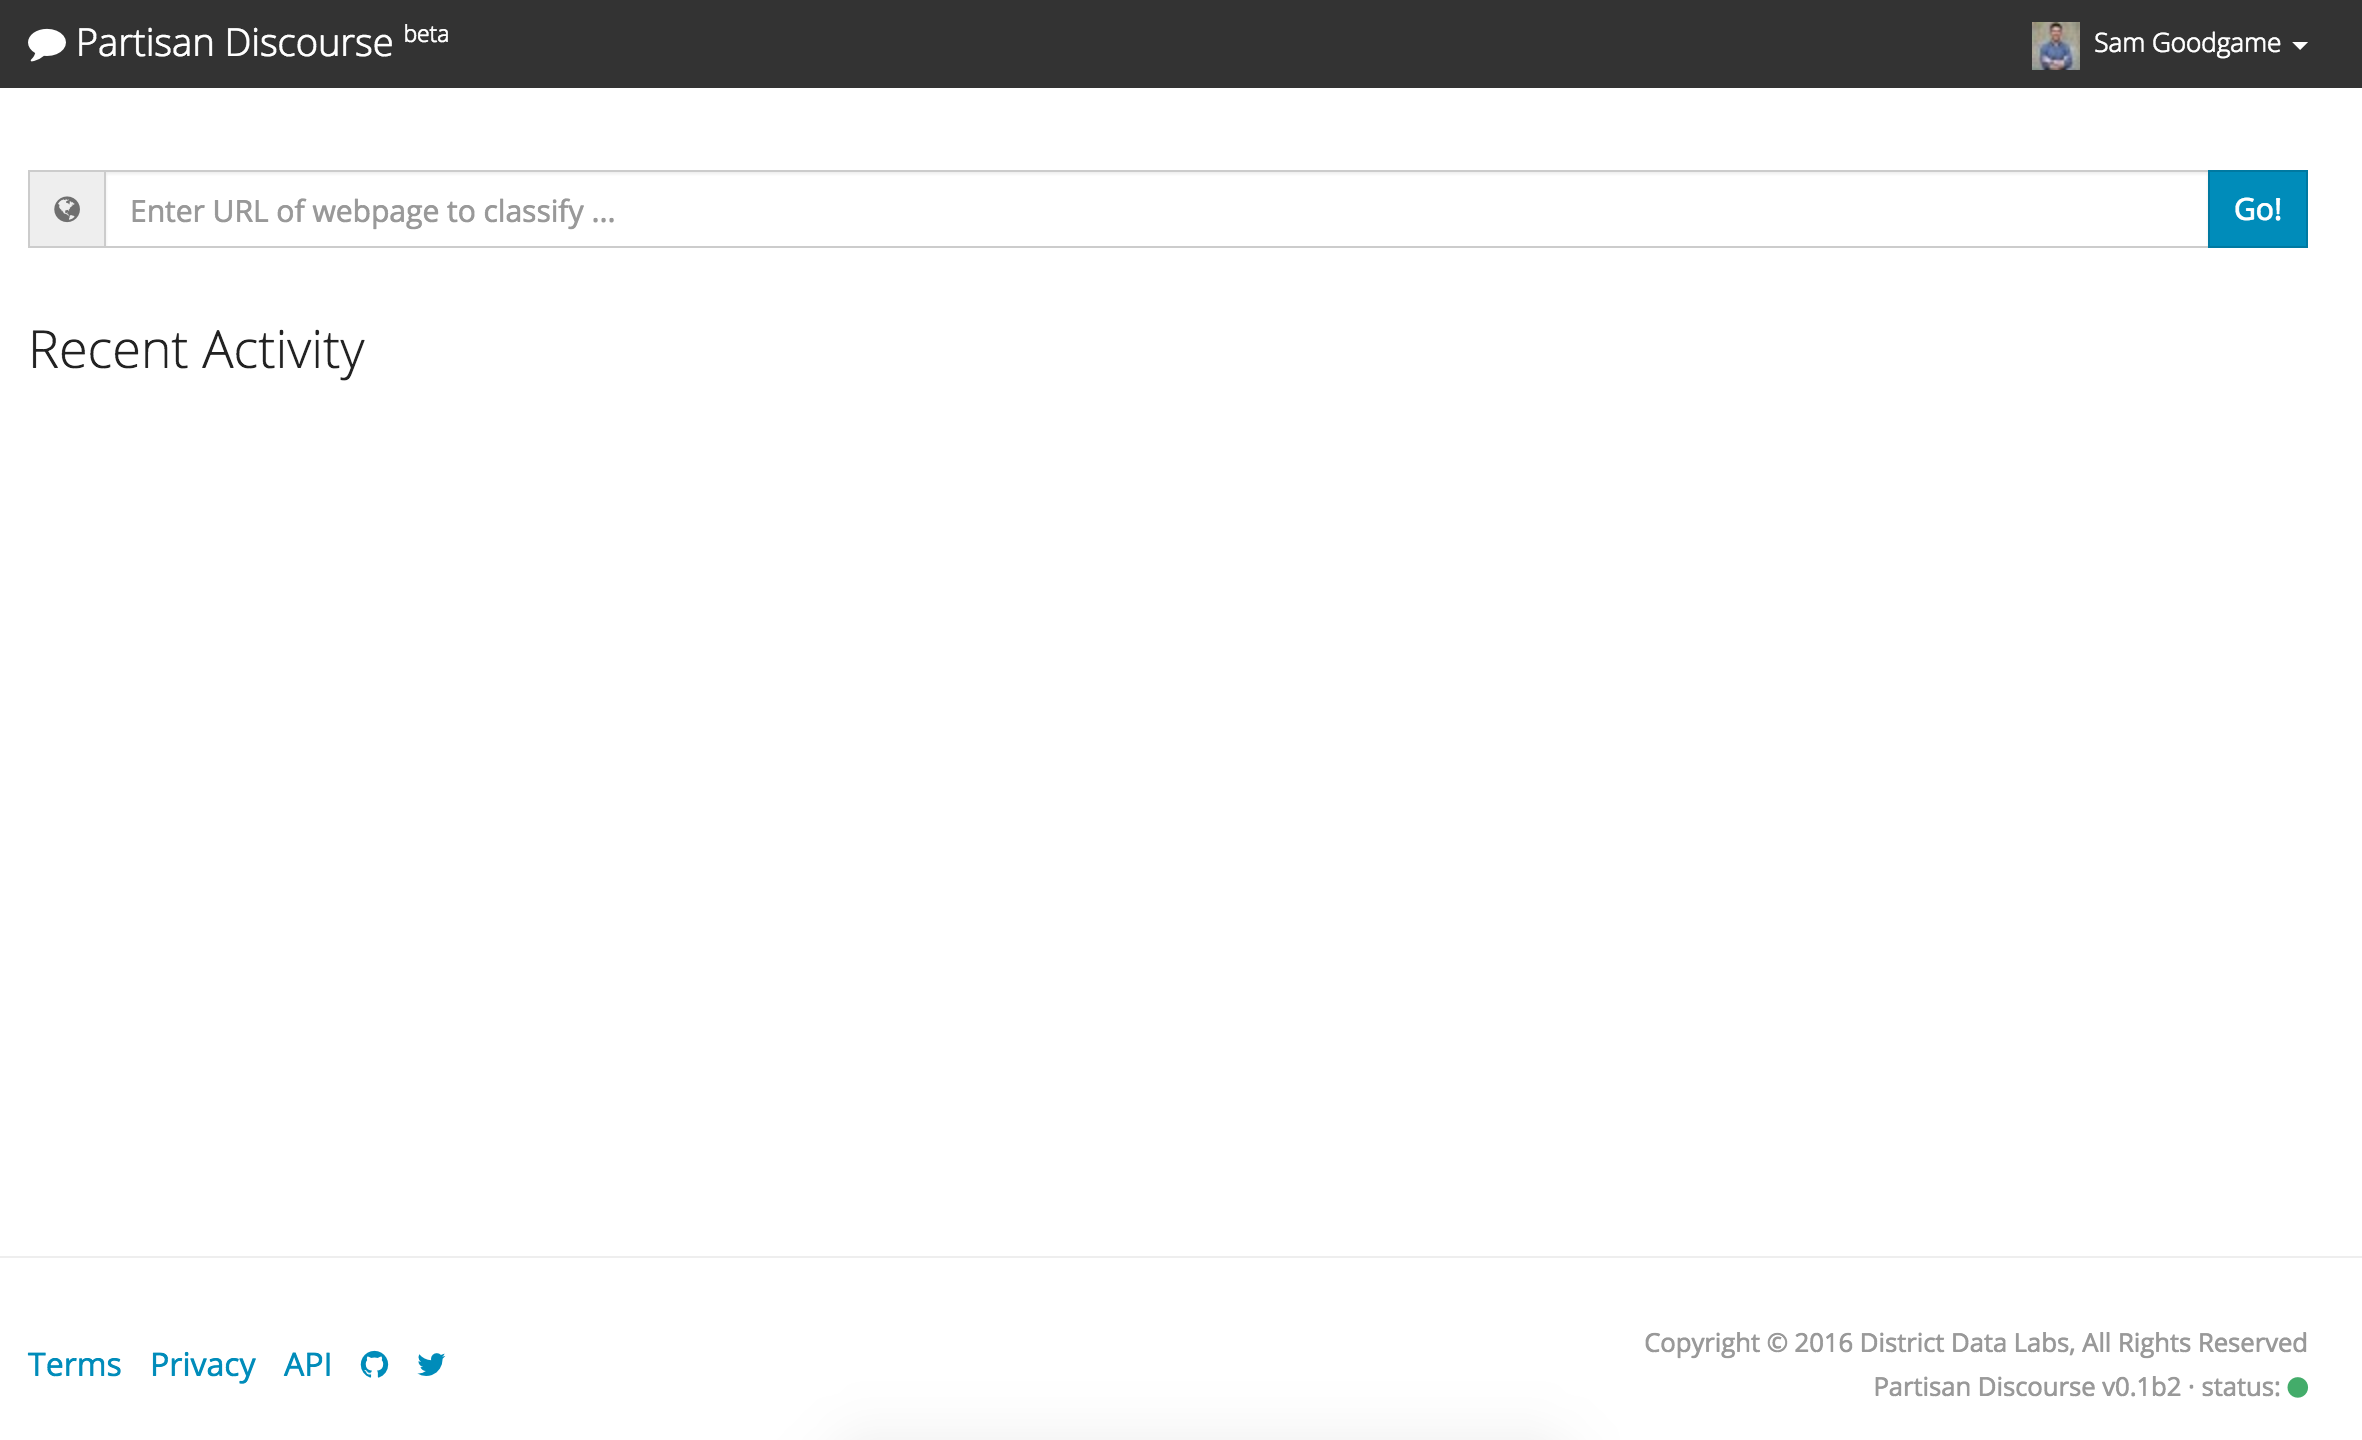 Partisan Discourse beta
Sam Goodgame
Enter URL of webpage to classify ...
Go!
Recent Activity
Terms Privacy API
Copyright © 2016 District Data Labs, All Rights Reserved
Partisan Discourse v0.1b2 · status: